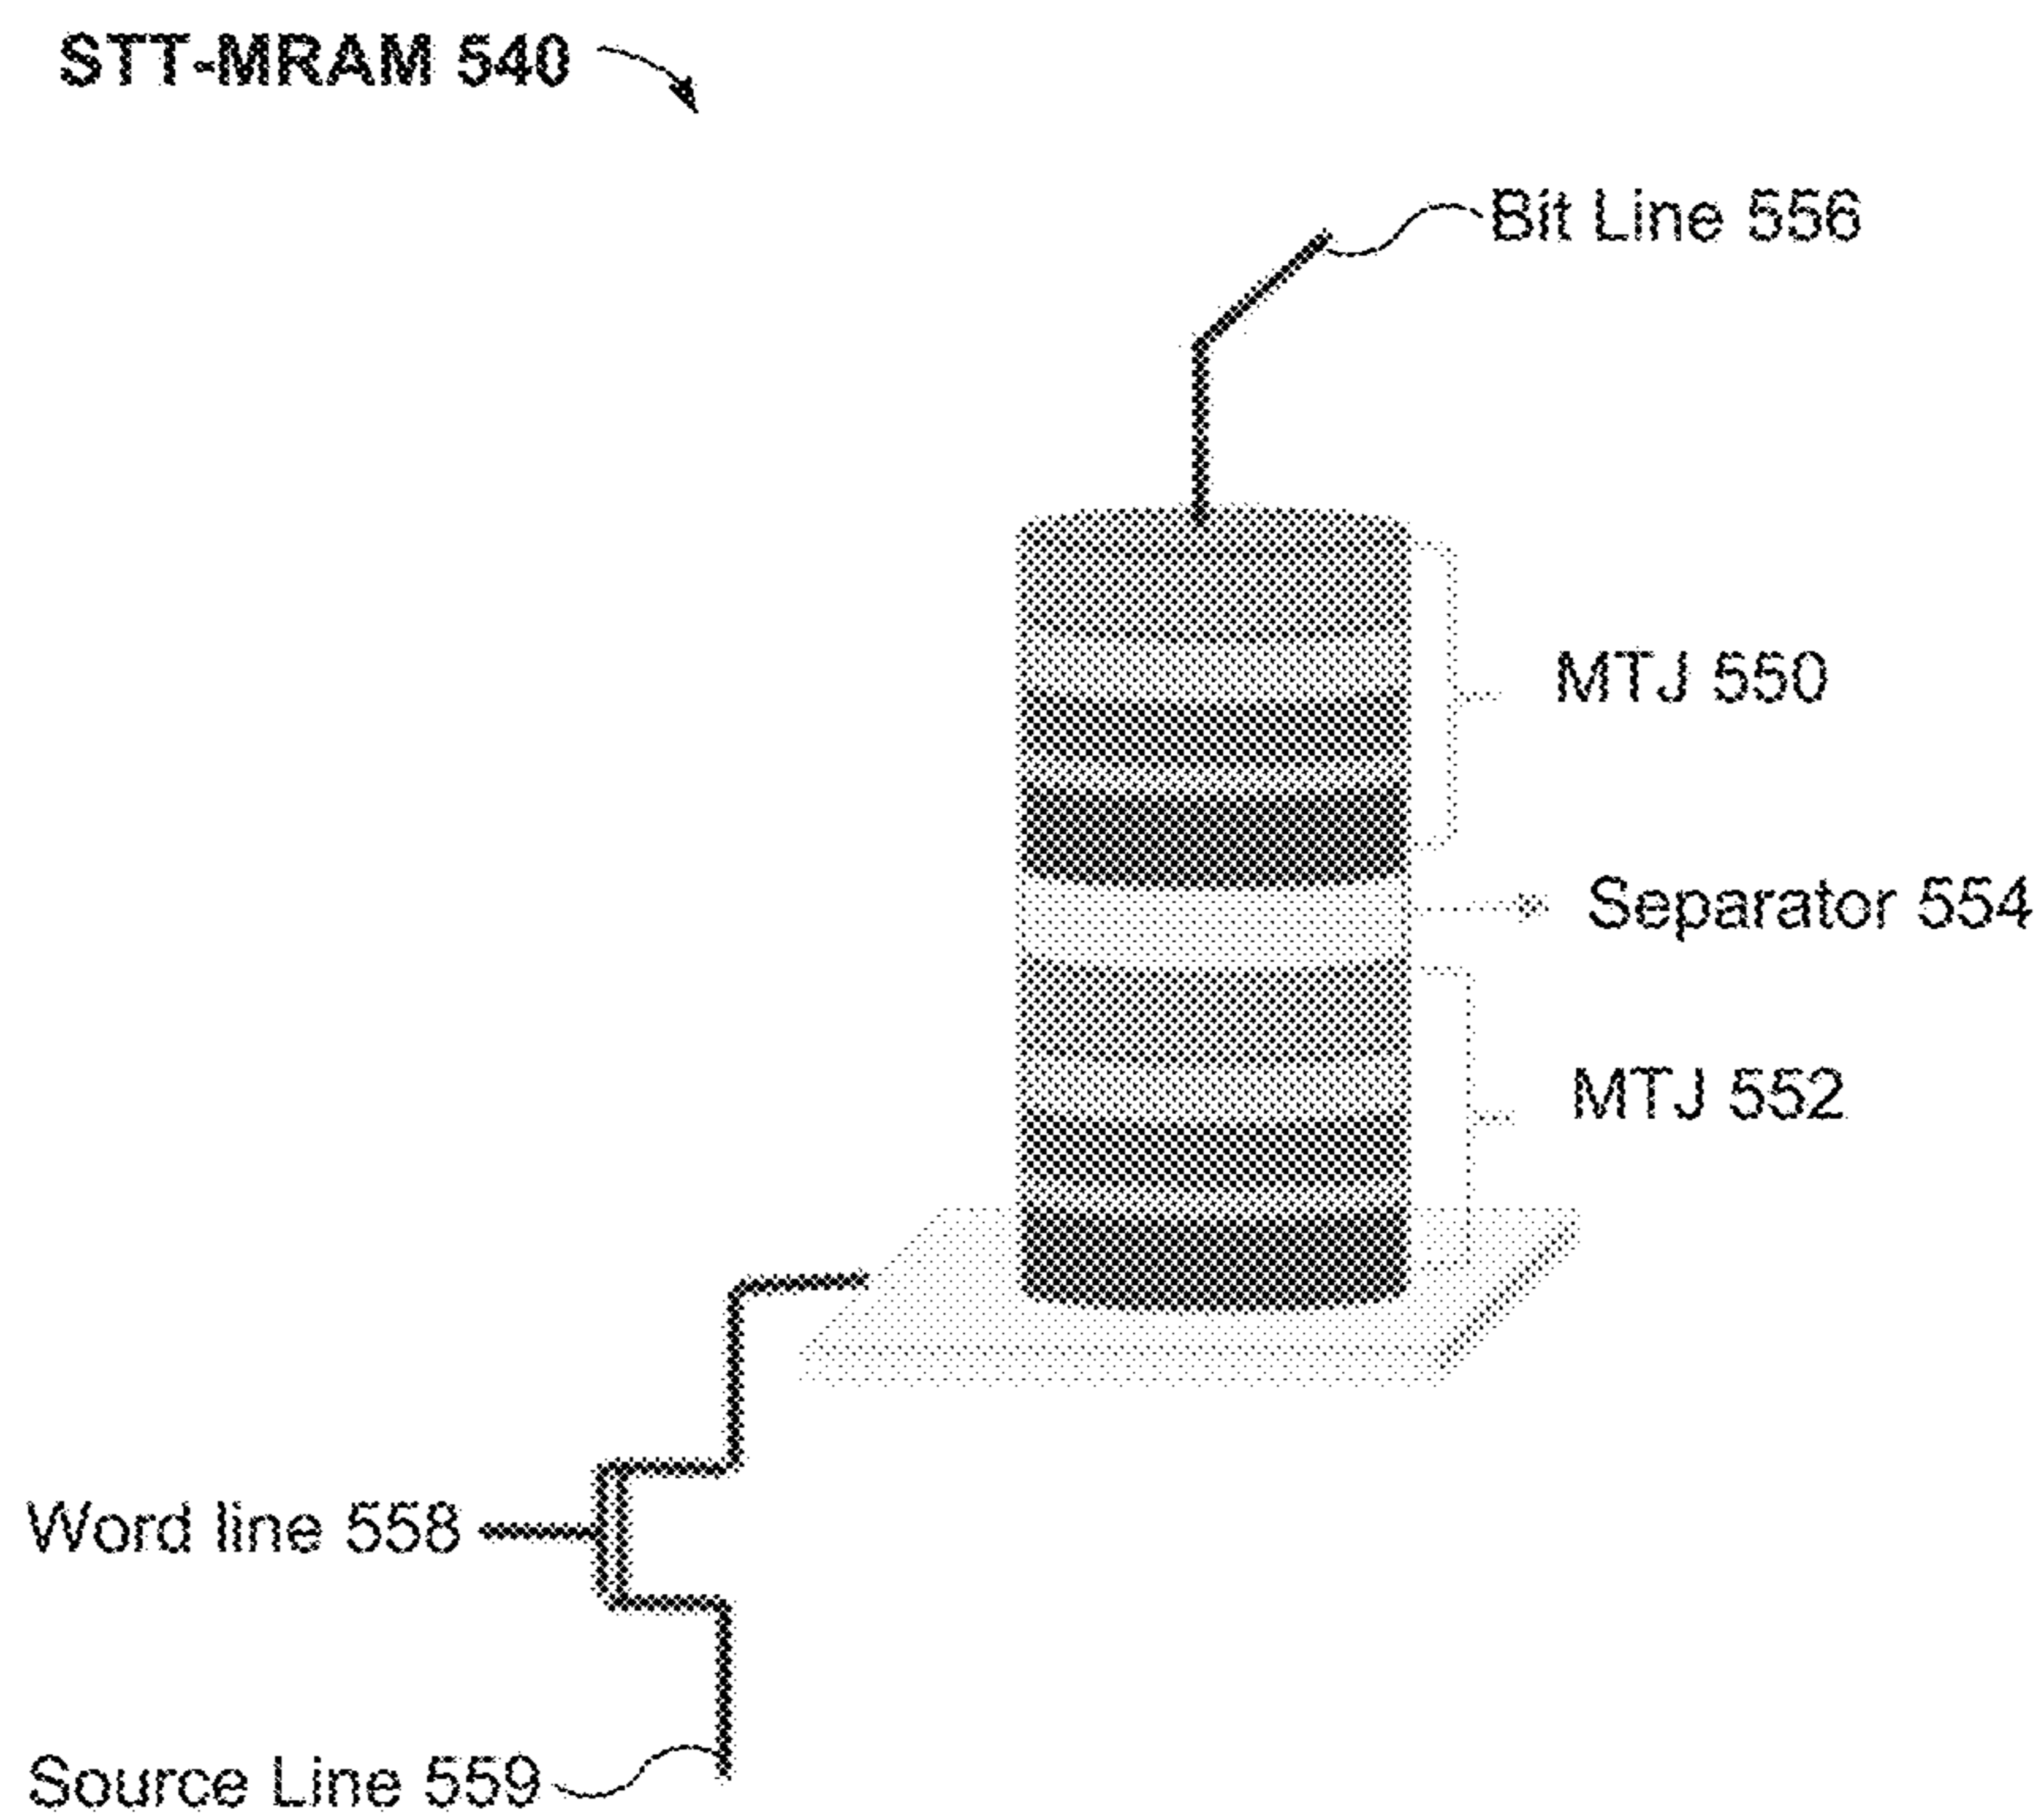 STT-MRAM 540
Bit Line 556
MTJ 550
Separator 554
MTJ 552
Word line 558
Source Line 559